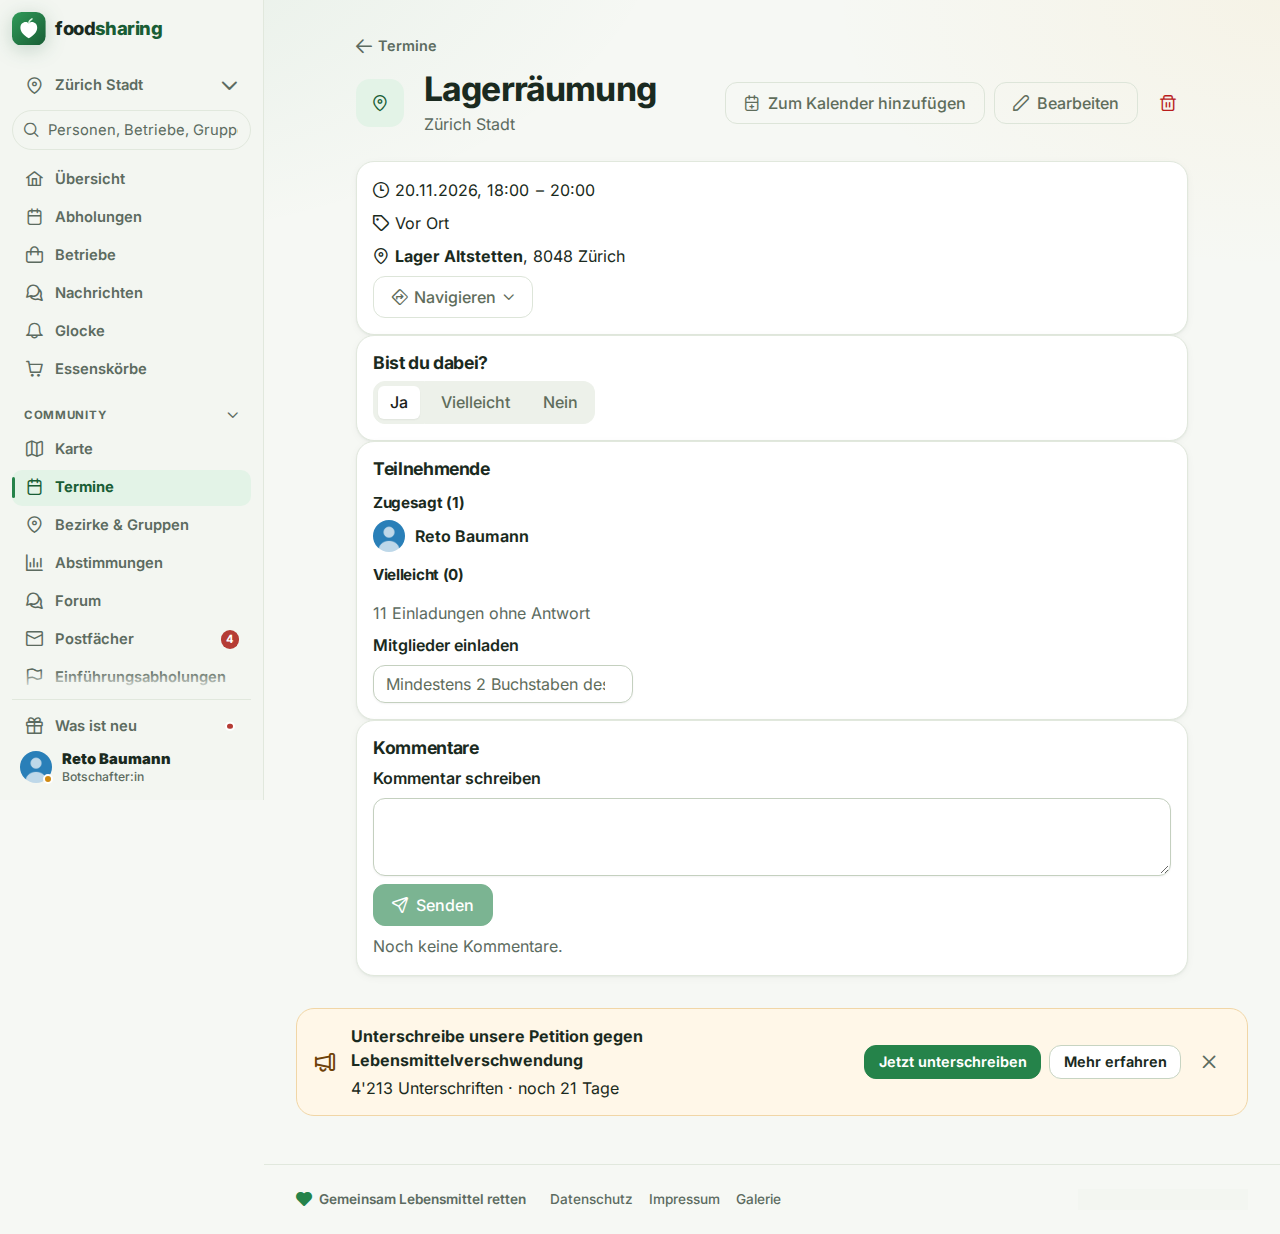 foodsharing
Zürich Stadt
Personen, Betriebe, Grupp
Übersicht
Abholungen
Betriebe
Nachrichten
Glocke
Essenskörbe
COMMUNITY
Karte
Termine
Bezirke & Gruppen
Abstimmungen
Forum
Postfächer 4
Einführungsabholungen
Was ist neu
Reto Baumann
Botschafter:in
Termine
Lagerräumung
Zürich Stadt
Zum Kalender hinzufügen
Bearbeiten
20.11.2026, 18:00 – 20:00
Vor Ort
Lager Altstetten, 8048 Zürich
Navigieren
Bist du dabei?
Ja Vielleicht Nein
Teilnehmende
Zugesagt (1)
Reto Baumann
Vielleicht (0)
11 Einladungen ohne Antwort
Mitglieder einladen
Mindestens 2 Buchstaben des
Kommentare
Kommentar schreiben
Senden
Noch keine Kommentare.
Unterschreibe unsere Petition gegen
Lebensmittelverschwendung
4'213 Unterschriften · noch 21 Tage
Jetzt unterschreiben
Mehr erfahren
Gemeinsam Lebensmittel retten Datenschutz Impressum Galerie